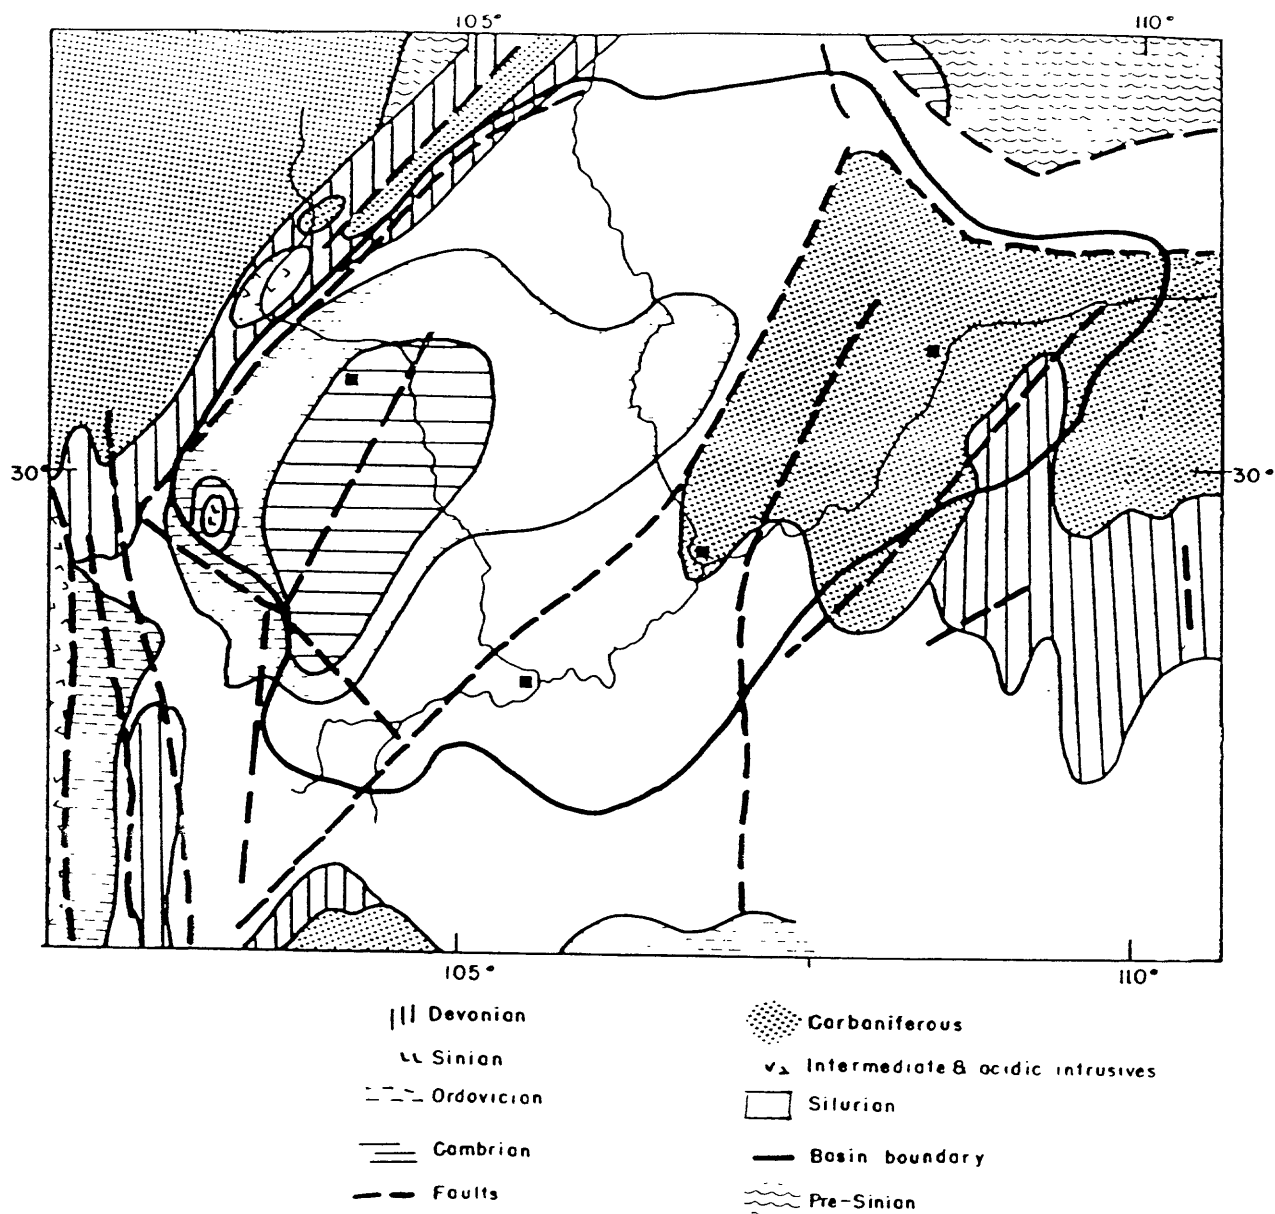 105°
110°
30°
30°
105°
110°
Devonian
Sinian
Ordovician
Cambrian
Faults
Carbaniferous
Intermediate & acidic intrusives
Silurian
Basin boundary
Pre-Sinian